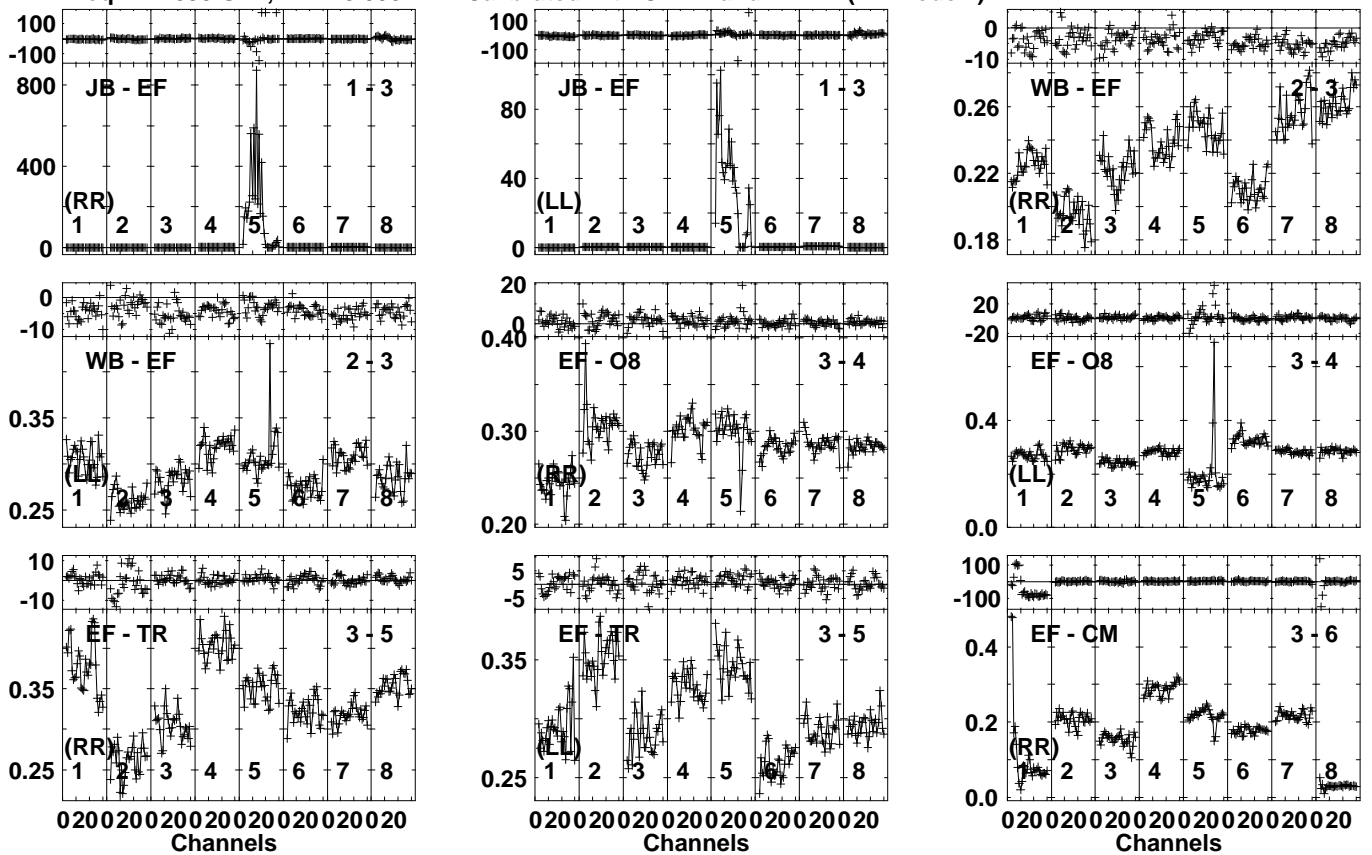 100
-100
800
400
0
JB - EF 1 - 3
(RR)
1 2 3 4 5 6 7 8
100
-100
80
40
0
JB - EF 1 - 3
(LL)
1 2 3 4 5 6 7 8
0
-10
0.26
0.22
0.18
WB - EF 2 - 3
(RR)
1 2 3 4 5 6 7 8
0
-10
0.35
0.25
WB - EF 2 - 3
(LL)
1 2 3 4 5 6 7 8
20
0
0.40
0.30
0.20
EF - O8 3 - 4
(RR)
1 2 3 4 5 6 7 8
20
-20
0.4
0.0
EF - O8 3 - 4
(LL)
1 2 3 4 5 6 7 8
10
-10
0.35
0.25
EF - TR 3 - 5
(RR)
1 2 3 4 5 6 7 8
020020020020020020020020
Channels
5
-5
0.35
0.25
EF - TR 3 - 5
(LL)
1 2 3 4 5 6 7 8
020020020020020020020020
Channels
100
-100
0.4
0.2
0.0
EF - CM 3 - 6
(RR)
1 2 3 4 5 6 7 8
020020020020020020020020
Channels